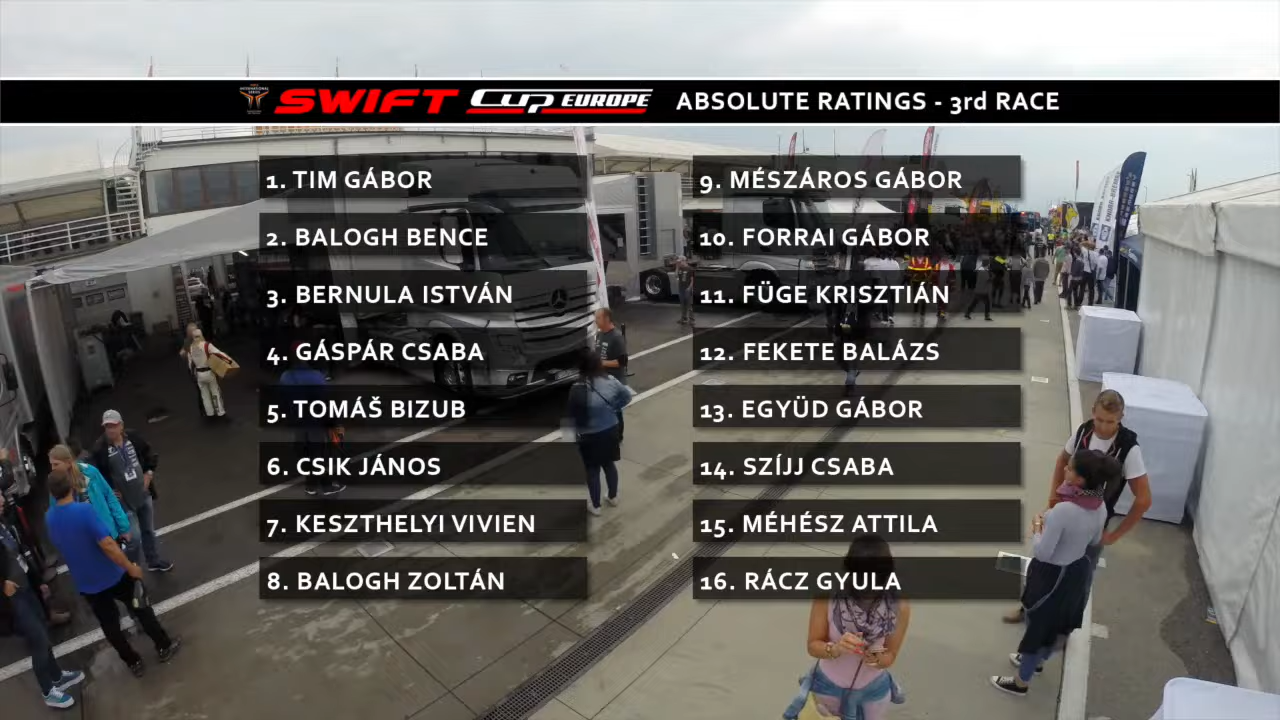 SWIFT CUP EUROPE ABSOLUTE RATINGS - 3rd RACE
1. TIM GÁBOR
2. BALOGH BENCE
3. BERNULA ISTVÁN
4. GÁSPÁR CSABA
5. TOMÁŠ BIZUB
6. CSIK JÁNOS
7. KESZTHELYI VIVIEN
8. BALOGH ZOLTÁN
9. MÉSZÁROS GÁBOR
10. FORRAI GÁBOR
11. FÜGE KRISZTIÁN
12. FEKETE BALÁZS
13. EGYÜD GÁBOR
14. SZÍJJ CSABA
15. MÉHÉSZ ATTILA
16. RÁCZ GYULA